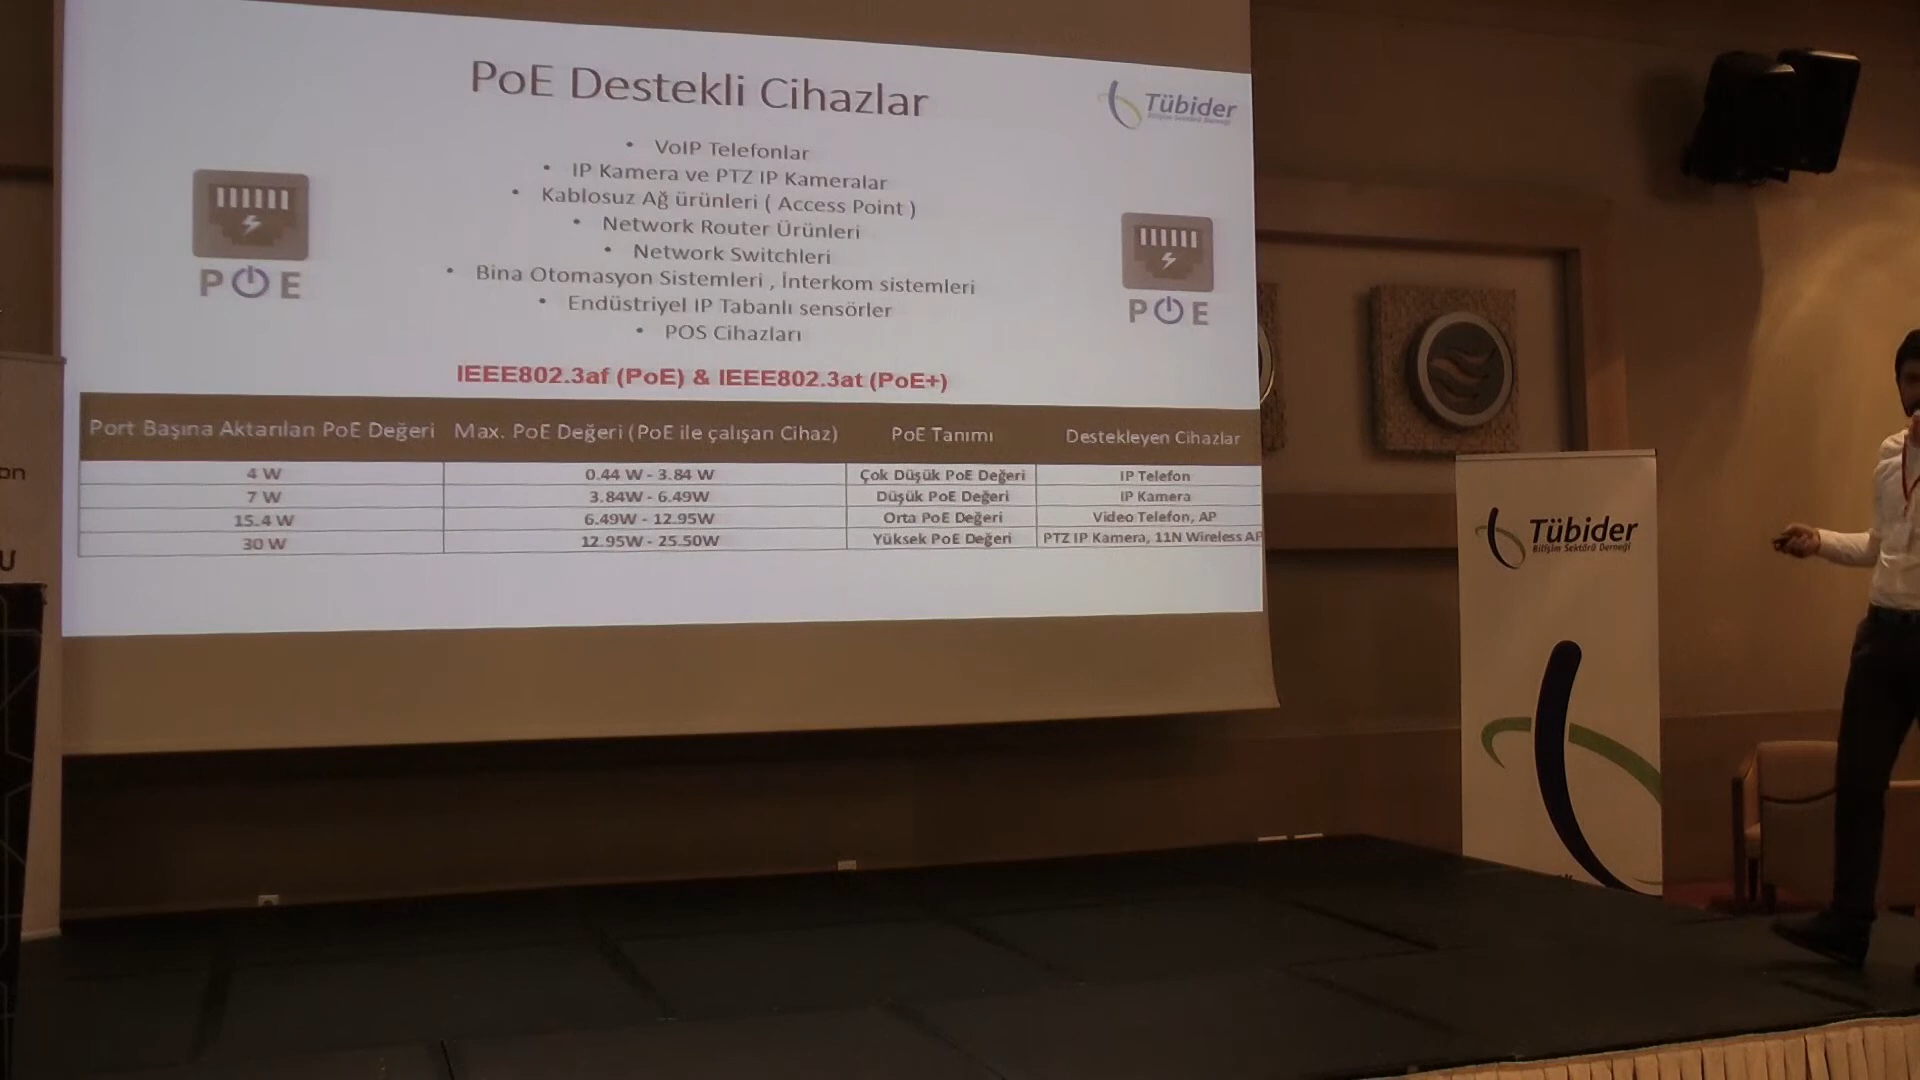 PoE Destekli Cihazlar
Tübider
Bilişim Sektörü Derneği
• VoIP Telefonlar
• IP Kamera ve PTZ IP Kameralar
• Kablosuz Ağ ürünleri ( Access Point )
• Network Router Ürünleri
• Network Switchleri
• Bina Otomasyon Sistemleri , İnterkom sistemleri
• Endüstriyel IP Tabanlı sensörler
• POS Cihazları
POE
POE
IEEE802.3af (PoE) & IEEE802.3at (PoE+)
Port Başına Aktarılan PoE Değeri Max. PoE Değeri (PoE ile çalışan Cihaz) PoE Tanımı Destekleyen Cihazlar
4 W 0.44 W - 3.84 W Çok Düşük PoE Değeri IP Telefon
7 W 3.84W - 6.49W Düşük PoE Değeri IP Kamera
15.4 W 6.49W - 12.95W Orta PoE Değeri Video Telefon, AP
30 W 12.95W - 25.50W Yüksek PoE Değeri PTZ IP Kamera, 11N Wireless AP
on
U
Tübider
Bilişim Sektörü Derneği